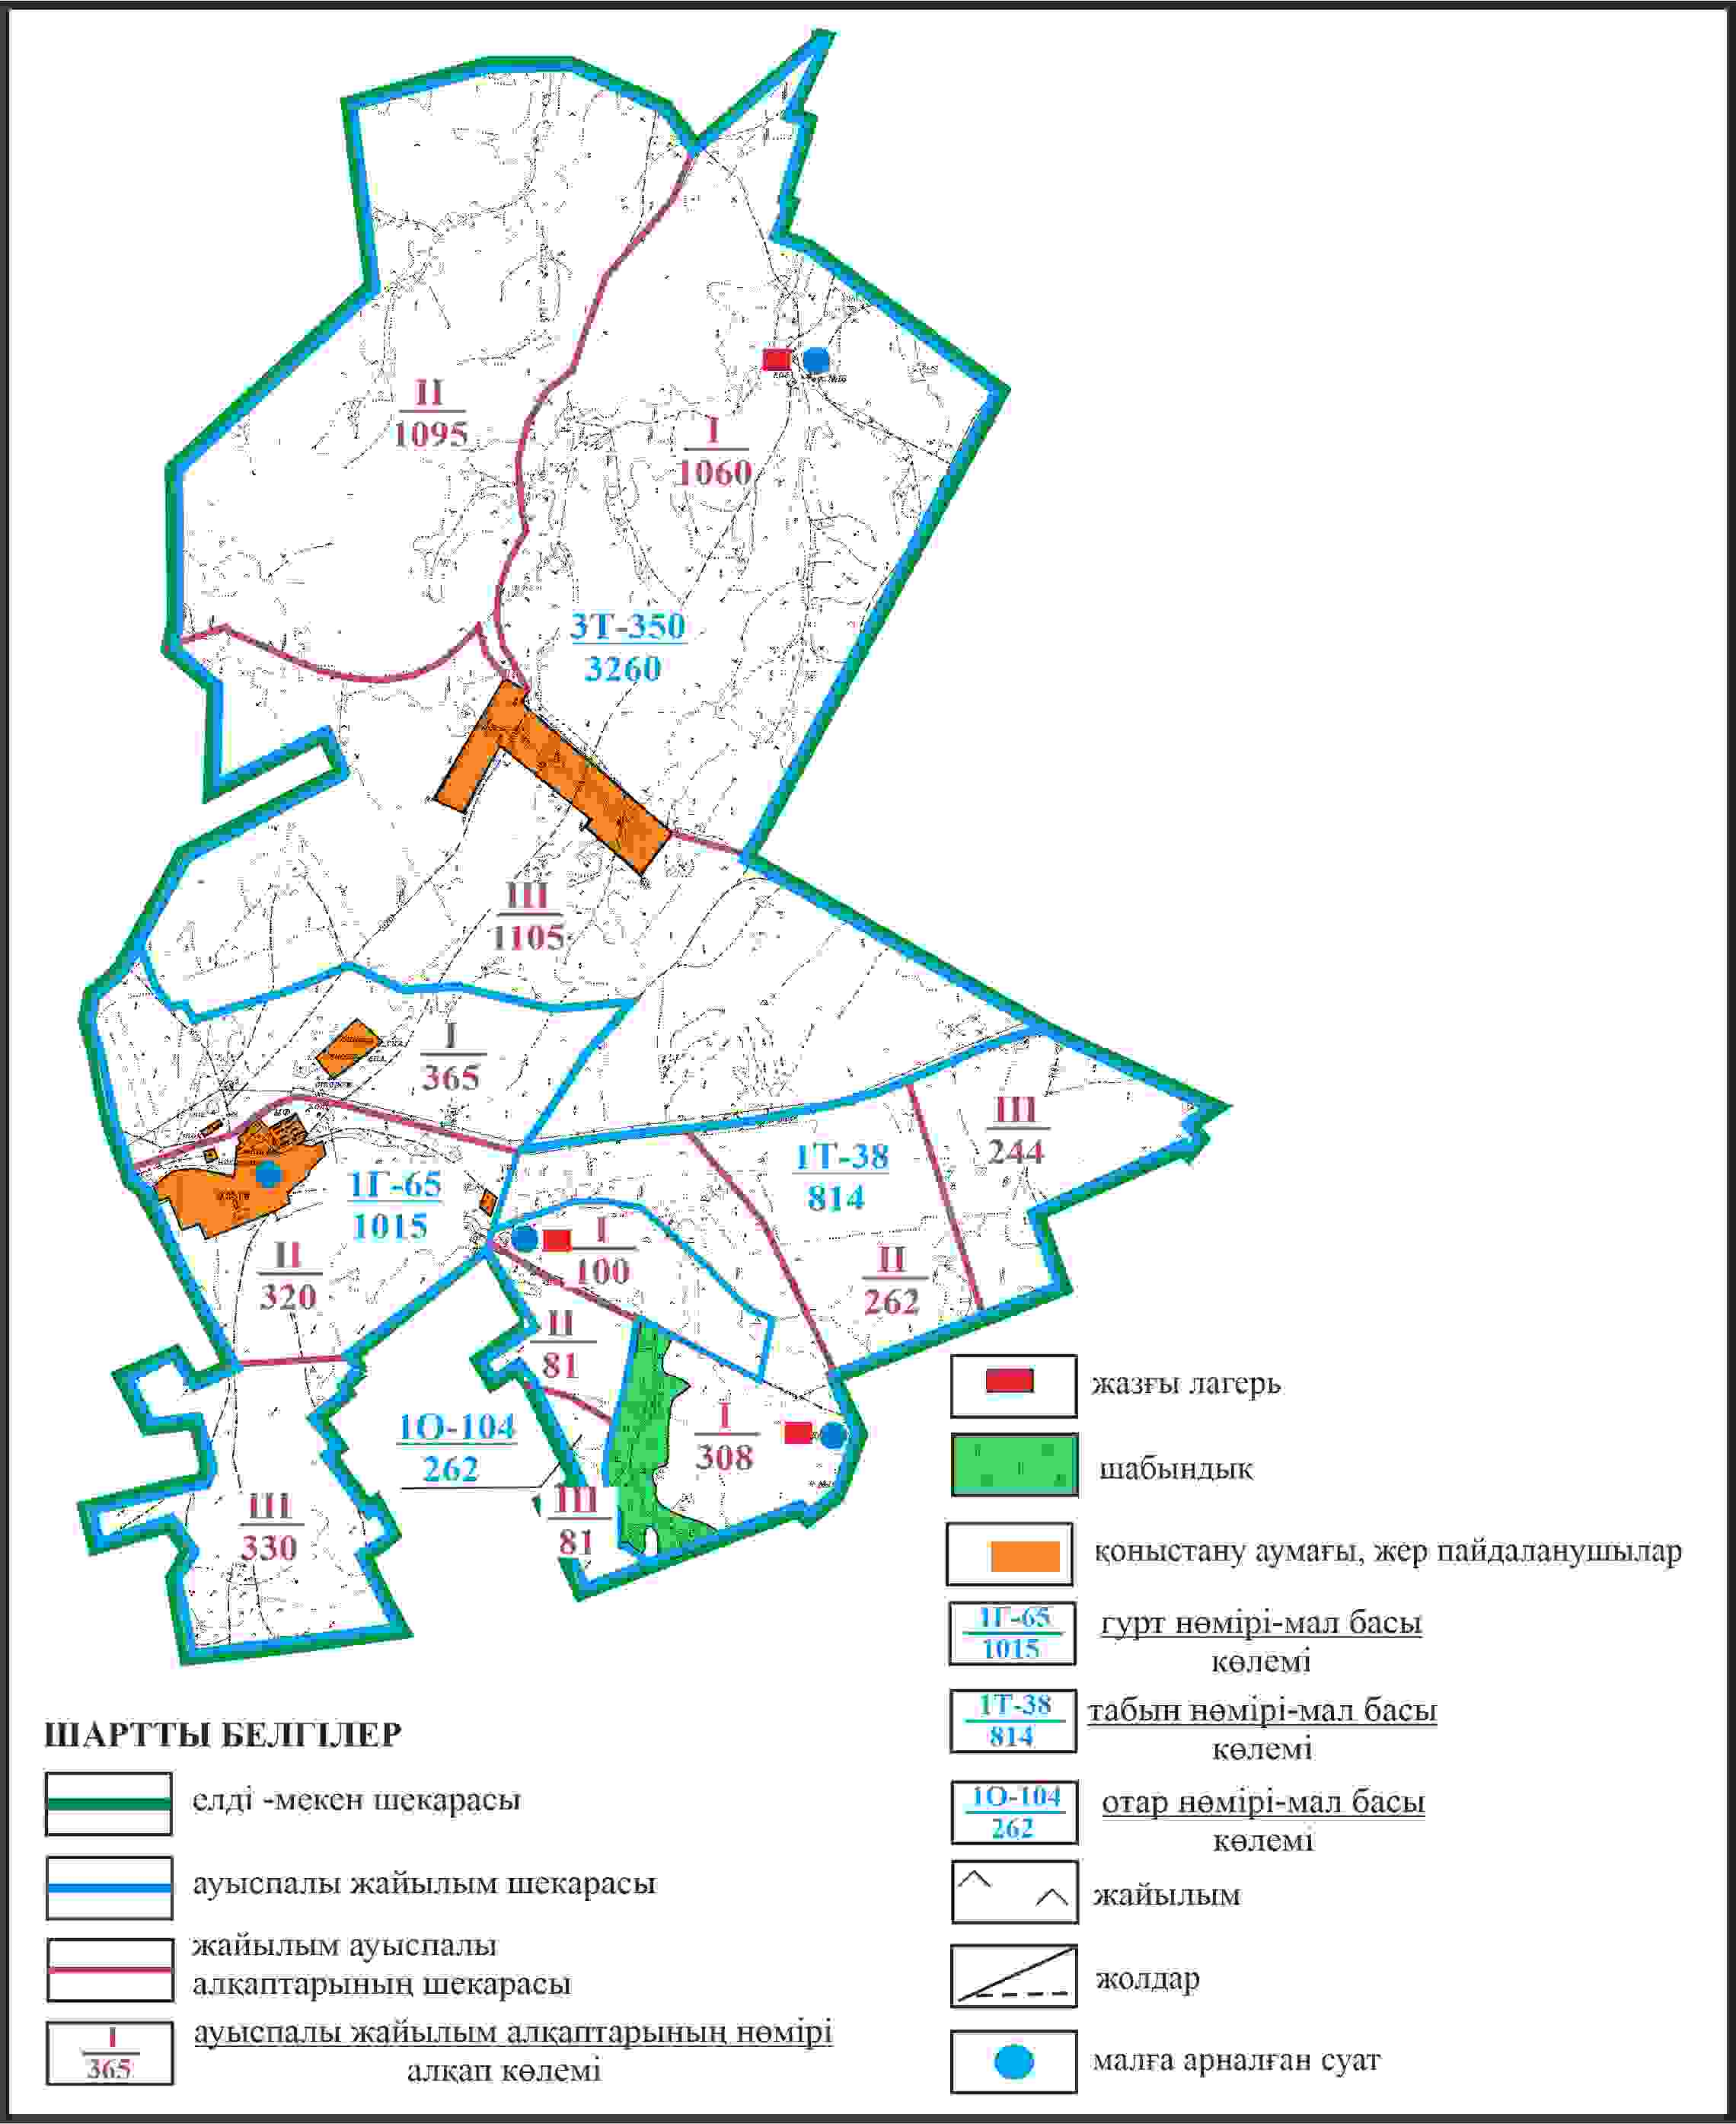 II
1095
I
1060
3Т-350
3260
III
1105
I
365
III
244
1Т-38
814
1Г-65
1015
I
100
II
320
II
262
II
81
I
308
1О-104
262
III
81
III
330
жазғы лагерь
шабындық
қоныстану аумағы, жер пайдаланушылар
1Г-65
1015
гурт нөмірі-мал басы
көлемі
1Т-38
814
табын нөмірі-мал басы
көлемі
1О-104
262
отар нөмірі-мал басы
көлемі
жайылым
жолдар
малға арналған суат
ШАРТТЫ БЕЛГІЛЕР
елді -мекен шекарасы
ауыспалы жайылым шекарасы
жайылым ауыспалы
алқаптарының шекарасы
I
365
ауыспалы жайылым алқаптарының нөмірі
алқап көлемі